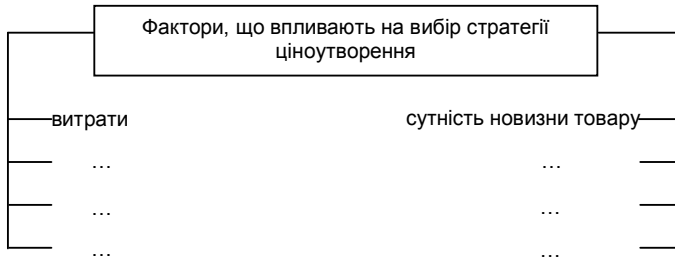 Фактори, що впливають на вибір стратегії
ціноутворення
витрати сутність новизни товару
… …
… …
… …